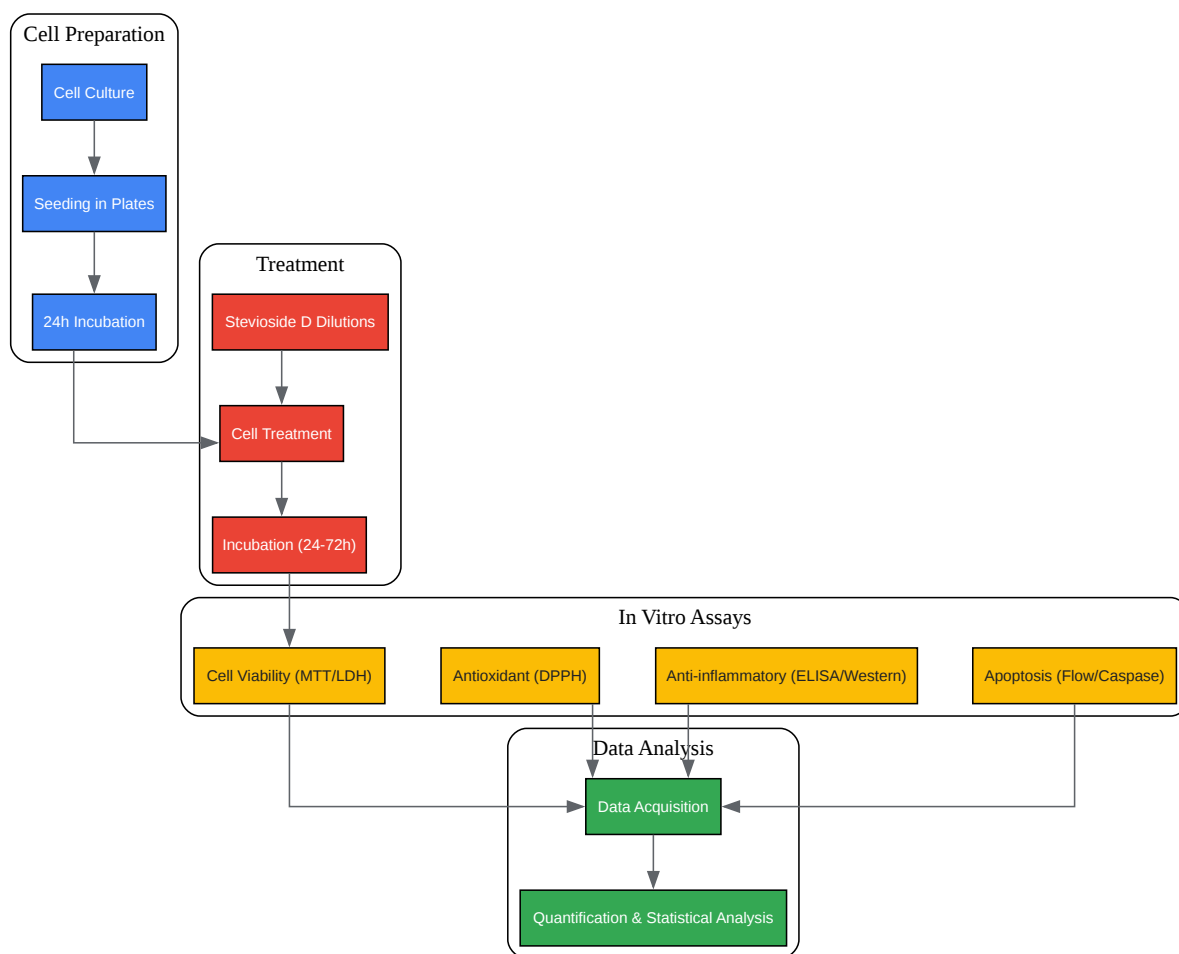 Cell Preparation
Cell Culture
Seeding in Plates
24h Incubation
Treatment
Stevioside D Dilutions
Cell Treatment
Incubation (24-72h)
In Vitro Assays
Cell Viability (MTT/LDH)
Antioxidant (DPPH)
Anti-inflammatory (ELISA/Western)
Apoptosis (Flow/Caspase)
Data Analysis
Data Acquisition
Quantification & Statistical Analysis